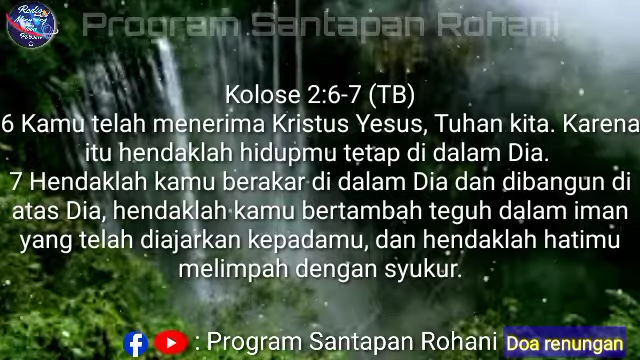 Program Santapan Rohani
Kolose 2:6-7 (TB)
6 Kamu telah menerima Kristus Yesus, Tuhan kita. Karena
itu hendaklah hidupmu tetap di dalam Dia.
7 Hendaklah kamu berakar di dalam Dia dan dibangun di
atas Dia, hendaklah kamu bertambah teguh dalam iman
yang telah diajarkan kepadamu, dan hendaklah hatimu
melimpah dengan syukur.
: Program Santapan Rohani
Doa renungan